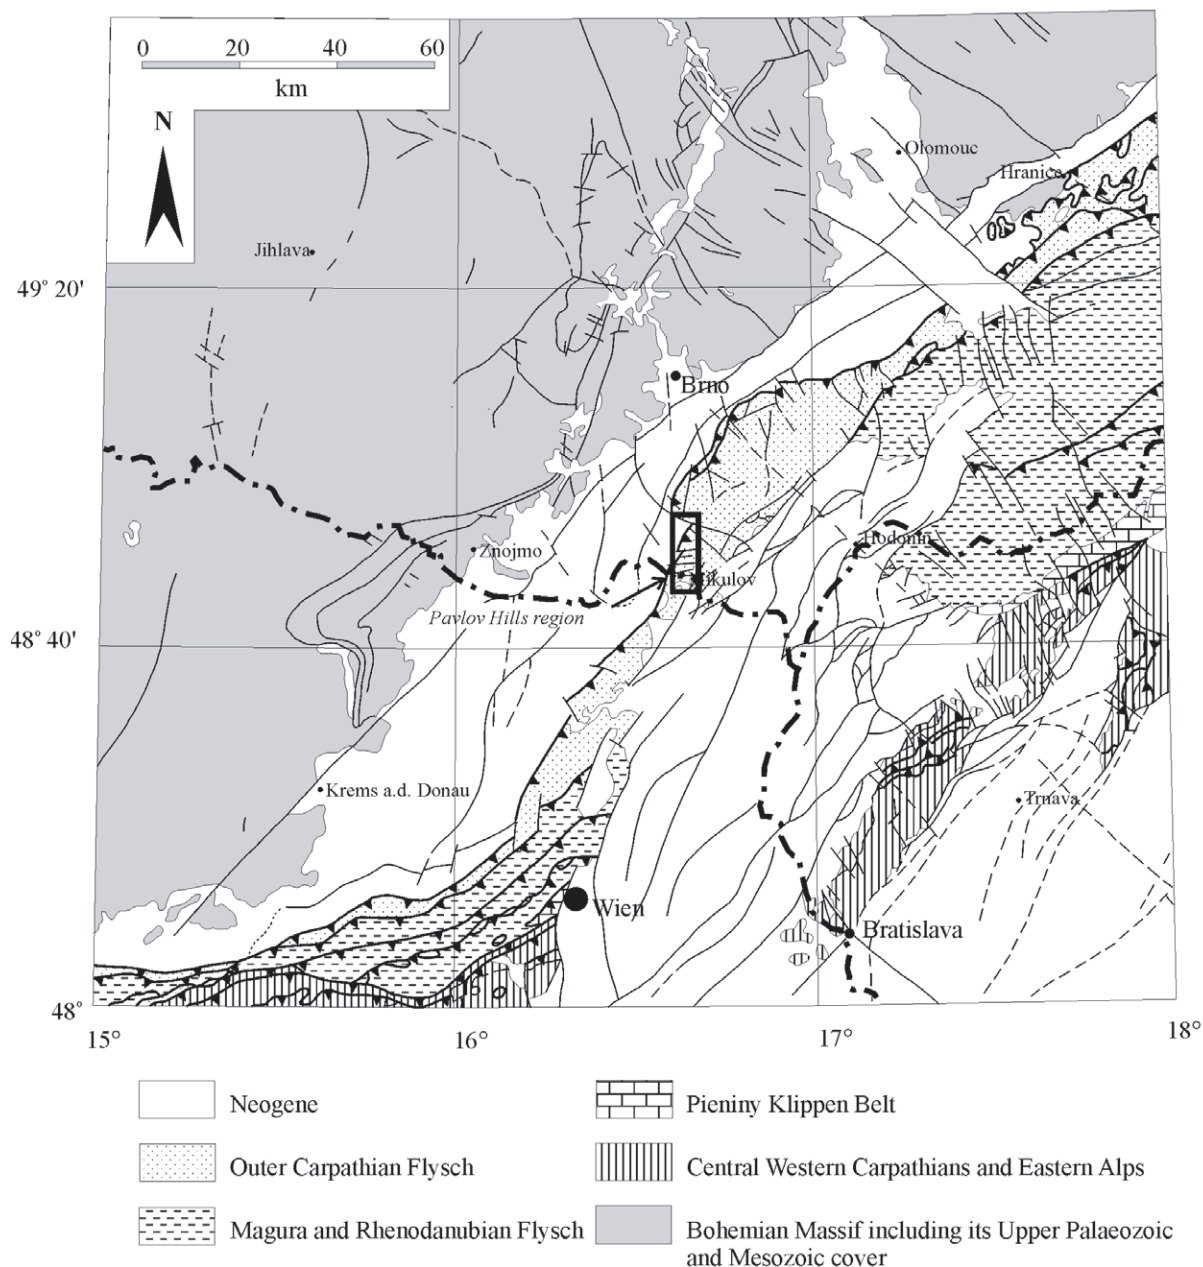 0 20 40 60
km
N
Olomouc
Hranice
Jihlava
49° 20'
Brno
Znojmo
Hodonín
Mikulov
Pavlov Hills region
48° 40'
Krems a.d. Donau
Trnava
Wien
Bratislava
48°
15° 16° 17° 18°
Neogene
Pieniny Klippen Belt
Outer Carpathian Flysch
Central Western Carpathians and Eastern Alps
Magura and Rhenodanubian Flysch
Bohemian Massif including its Upper Palaeozoic
and Mesozoic cover